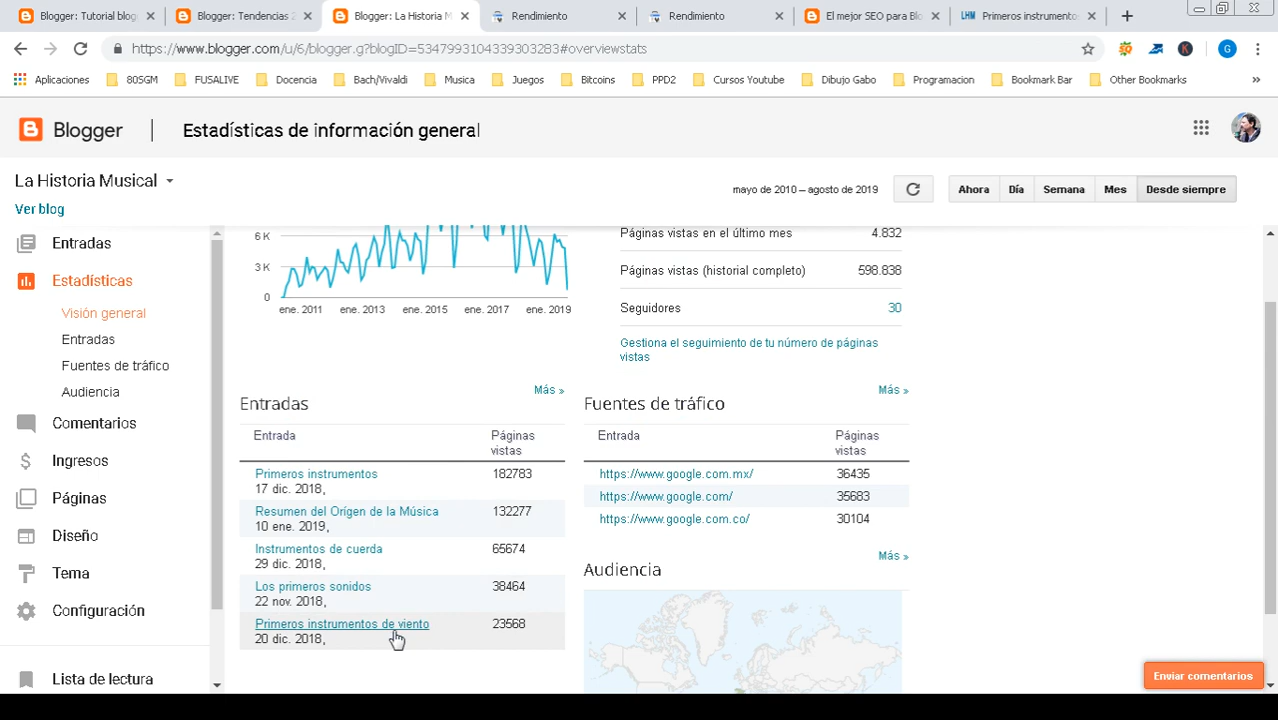 Blogger: Tutorial blog
Blogger: Tendencias 2
Blogger: La Historia M
Rendimiento
Rendimiento
El mejor SEO para Blo
LHM
Primeros instrumentos
https://www.blogger.com/u/6/blogger.g?blogID=5347993104339303283#overviewstats
G
Aplicaciones
80SGM
FUSALIVE
Docencia
Bach/Vivaldi
Musica
Juegos
Bitcoins
PPD2
Cursos Youtube
Dibujo Gabo
Programacion
Bookmark Bar
Other Bookmarks
»
Blogger
Estadísticas de información general
La Historia Musical
Ver blog
mayo de 2010 – agosto de 2019
Ahora
Día
Semana
Mes
Desde siempre
Entradas
Estadísticas
Visión general
Entradas
Fuentes de tráfico
Audiencia
Comentarios
Ingresos
Páginas
Diseño
Tema
Configuración
Lista de lectura
6 K
3 K
0
ene. 2011
ene. 2013
ene. 2015
ene. 2017
ene. 2019
Páginas vistas en el último mes 4.832
Páginas vistas (historial completo) 598.838
Seguidores 30
Gestiona el seguimiento de tu número de páginas
vistas
Más »
Entradas
Entrada
Páginas
vistas
Primeros instrumentos 182783
17 dic. 2018,
Resumen del Orígen de la Música 132277
10 ene. 2019,
Instrumentos de cuerda 65674
29 dic. 2018,
Los primeros sonidos 38464
22 nov. 2018,
Primeros instrumentos de viento 23568
20 dic. 2018,
Más »
Fuentes de tráfico
Entrada
Páginas
vistas
https://www.google.com.mx/ 36435
https://www.google.com/ 35683
https://www.google.com.co/ 30104
Más »
Audiencia
Enviar comentarios